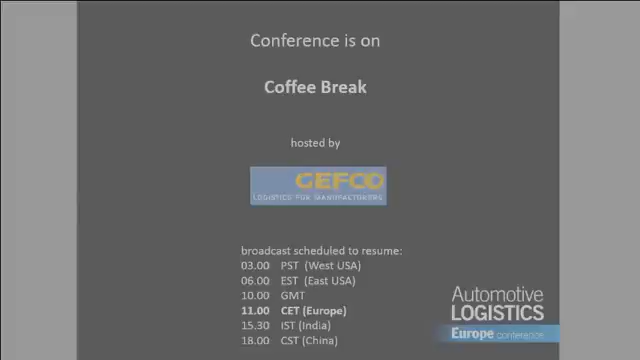 Conference is on
Coffee Break
hosted by
GEFCO
LOGISTICS FOR MANUFACTURERS
broadcast scheduled to resume:
03.00 PST (West USA)
06.00 EST (East USA)
10.00 GMT
11.00 CET (Europe)
15.30 IST (India)
18.00 CST (China)
Automotive
LOGISTICS
Europe conference